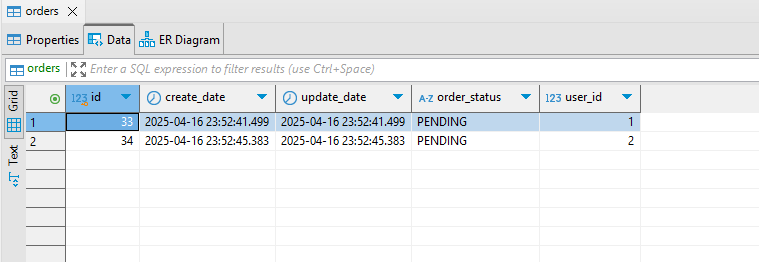 orders
Properties Data ER Diagram
orders Enter a SQL expression to filter results (use Ctrl+Space)
Grid
Text
123 id create_date update_date A-Z order_status 123 user_id
1 33 2025-04-16 23:52:41.499 2025-04-16 23:52:41.499 PENDING 1
2 34 2025-04-16 23:52:45.383 2025-04-16 23:52:45.383 PENDING 2